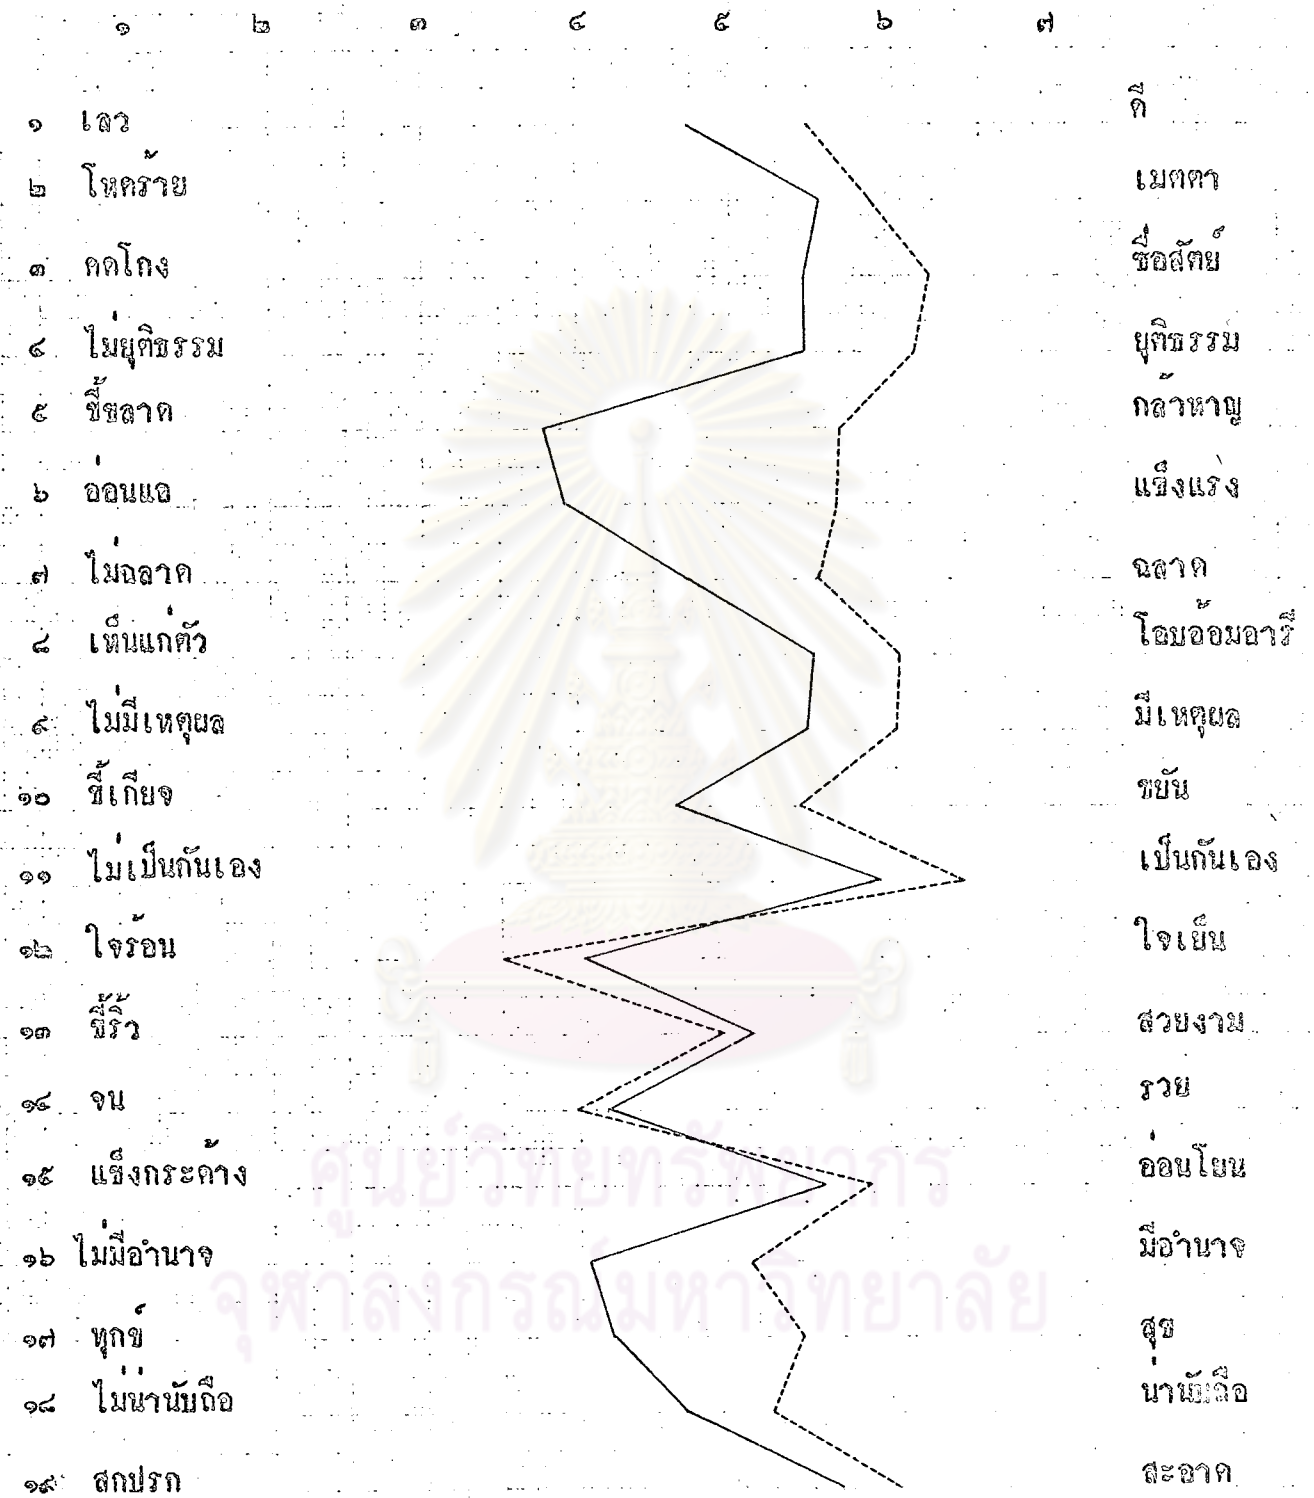 ๑ ๒ ๓ ๔ ๕ ๖ ๗
๑ เลว ดี
๒ โหดร้าย เมตตา
๓ คดโกง ซื่อสัตย์
๔ ไม่ยุติธรรม ยุติธรรม
๕ ขี้ขลาด กล้าหาญ
๖ อ่อนแอ แข็งแรง
๗ ไม่ฉลาด ฉลาด
๘ เห็นแก่ตัว โอบอ้อมอารี
๙ ไม่มีเหตุผล มีเหตุผล
๑๐ ขี้เกียจ ขยัน
๑๑ ไม่เป็นกันเอง เป็นกันเอง
๑๒ ใจร้อน ใจเย็น
๑๓ ขี้ริ้ว สวยงาม
๑๔ จน รวย
๑๕ แข็งกระด้าง อ่อนโยน
๑๖ ไม่มีอำนาจ มีอำนาจ
๑๗ ทุกข์ สุข
๑๘ ไม่น่านับถือ น่านับถือ
๑๙ สกปรก สะอาด
ศูนย์วิทยทรัพยากร
จุฬาลงกรณ์มหาวิทยาลัย